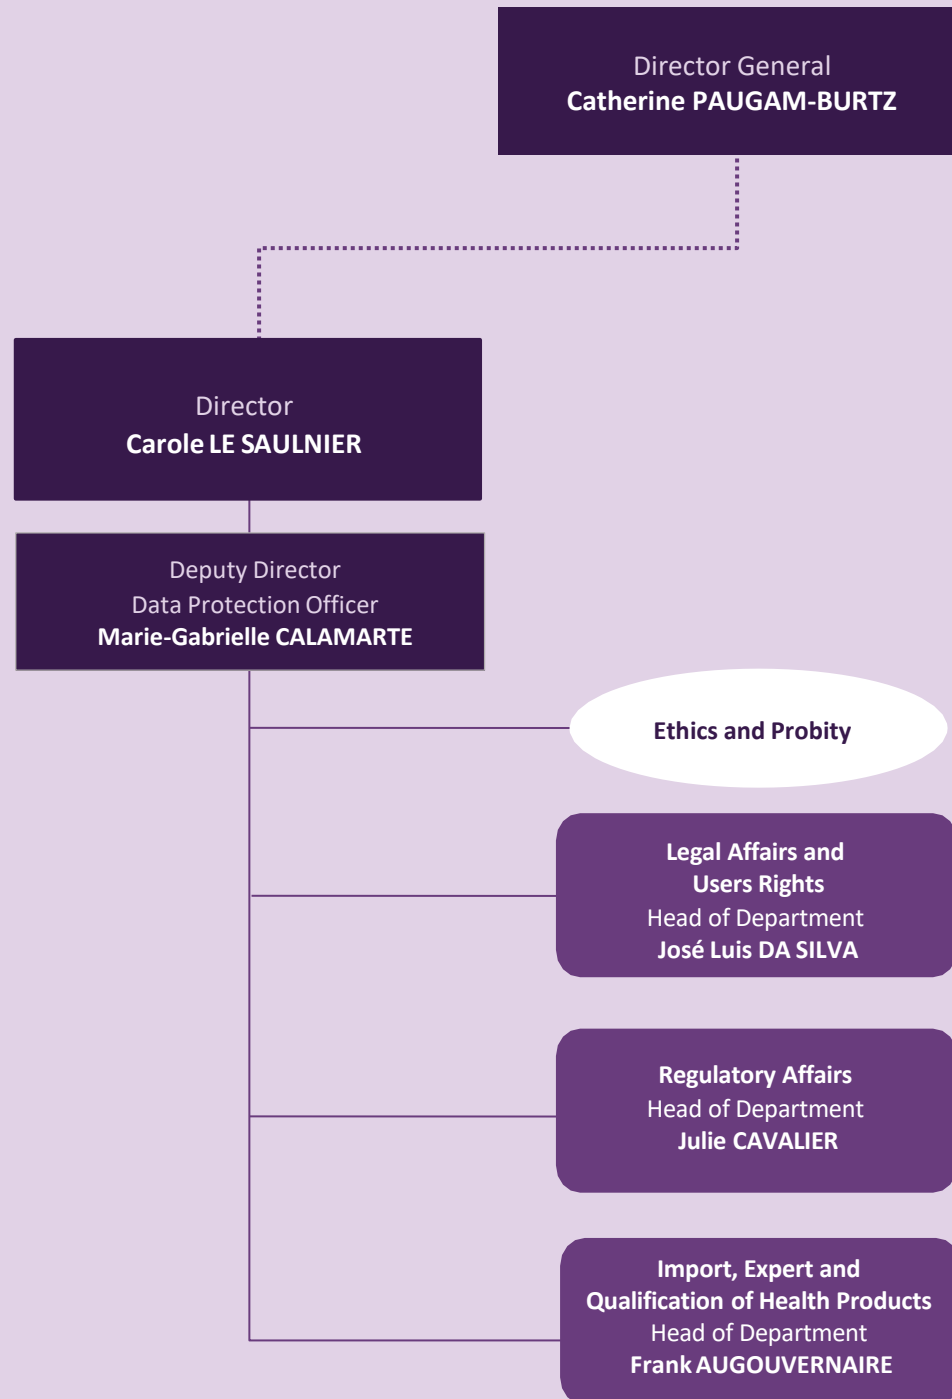 Director General
Catherine PAUGAM-BURTZ
Director
Carole LE SAULNIER
Deputy Director
Data Protection Officer
Marie-Gabrielle CALAMARTE
Ethics and Probity
Legal Affairs and
Users Rights
Head of Department
José Luis DA SILVA
Regulatory Affairs
Head of Department
Julie CAVALIER
Import, Expert and
Qualification of Health Products
Head of Department
Frank AUGOUVERNAIRE